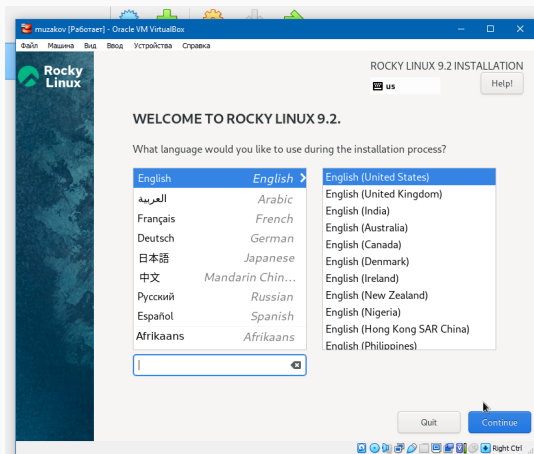 muzakov [Работает] - Oracle VM VirtualBox
Файл Машина Вид Ввод Устройства Справка
Rocky
Linux
ROCKY LINUX 9.2 INSTALLATION
us
Help!
WELCOME TO ROCKY LINUX 9.2.
What language would you like to use during the installation process?
English English
العربية Arabic
Français French
Deutsch German
日本語 Japanese
中文 Mandarin Chin...
Русский Russian
Español Spanish
Afrikaans Afrikaans
English (United States)
English (United Kingdom)
English (India)
English (Australia)
English (Canada)
English (Denmark)
English (Ireland)
English (New Zealand)
English (Nigeria)
English (Hong Kong SAR China)
English (Philippines)
Quit
Continue
Right Ctrl